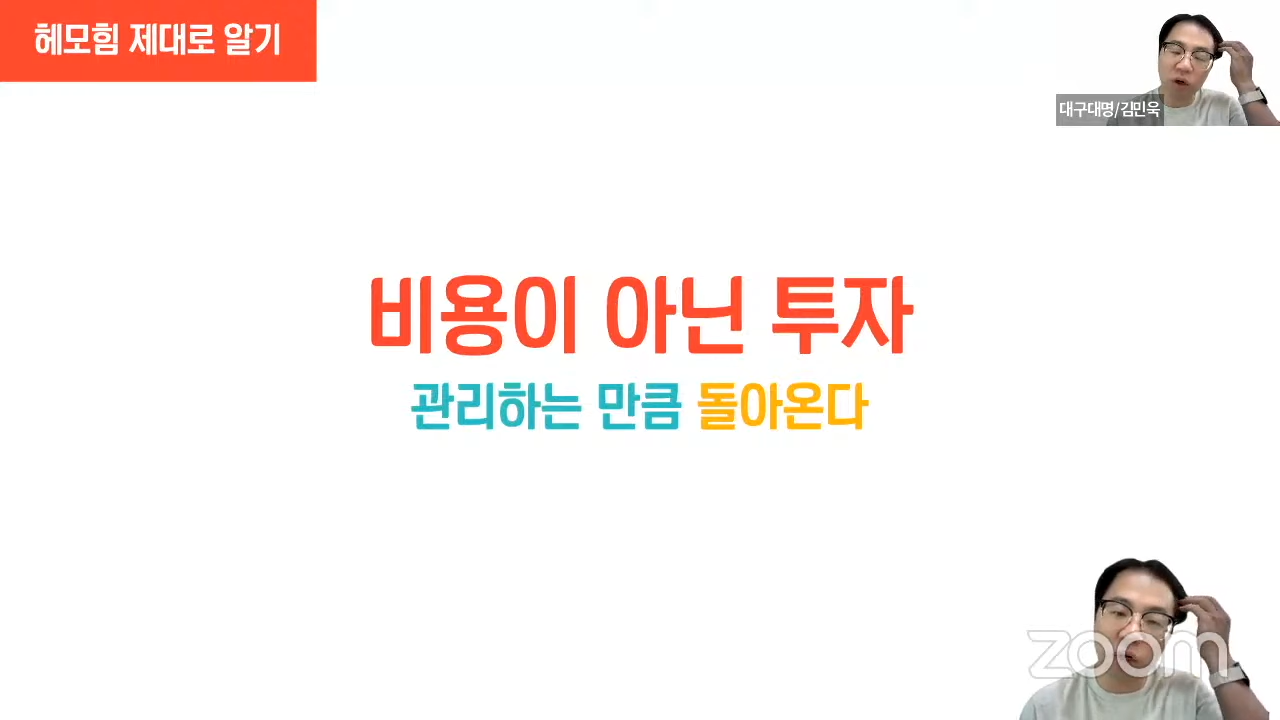 헤모힘 제대로 알기
대구대명/김민욱
비용이 아닌 투자
관리하는 만큼 돌아온다
zoom